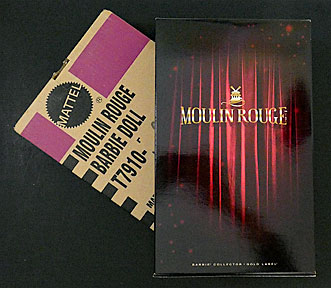 MATTEL
MOULIN ROUGE
BARBIE DOLL
T7910-
MOULIN ROUGE
BARBIE COLLECTOR · GOLD LABEL